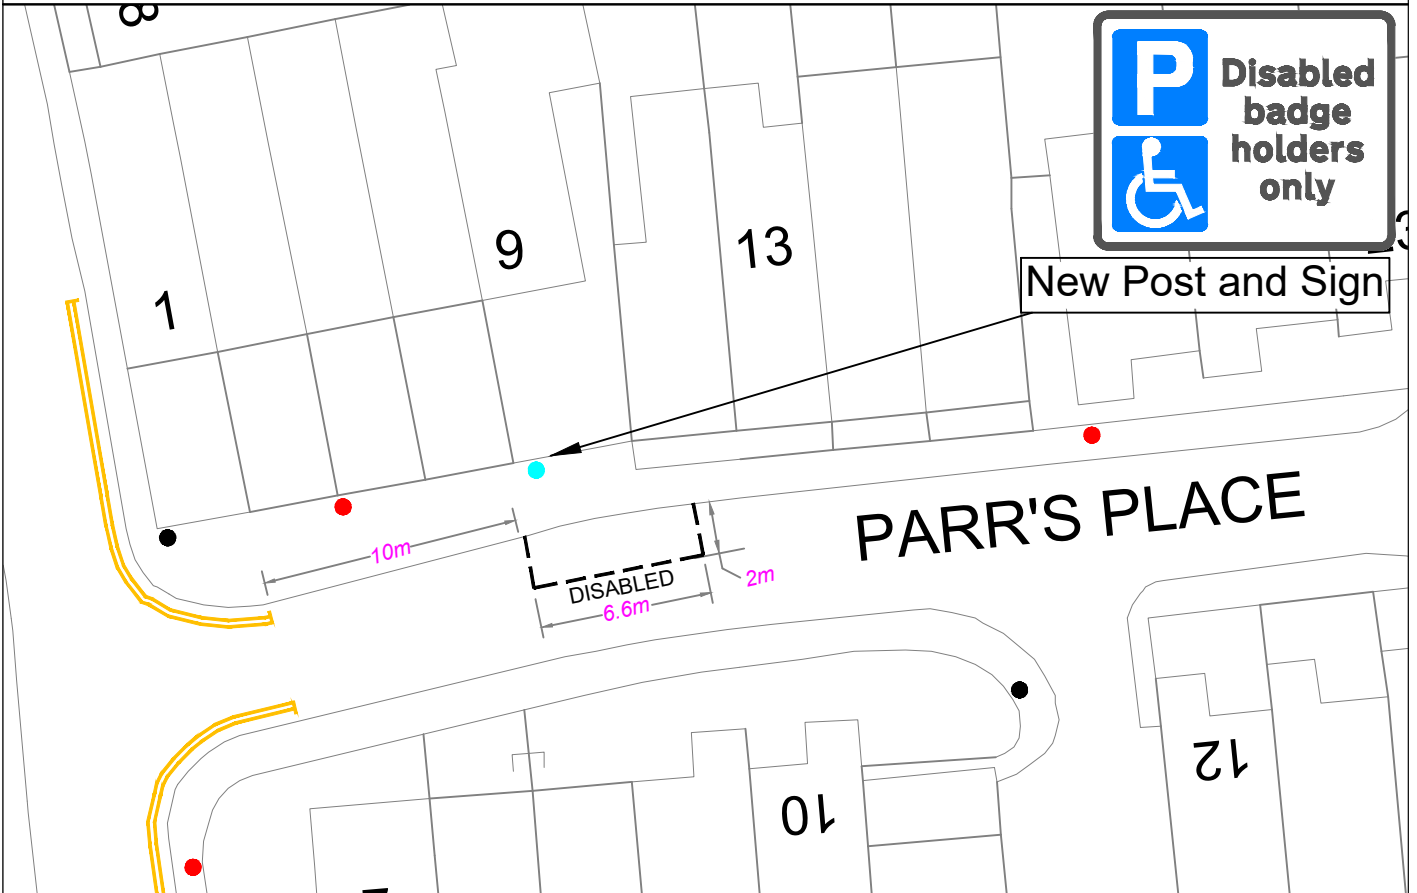 8
P
Disabled
badge
holders
only
1
9
13
New Post and Sign
PARR'S PLACE
10m
DISABLED
2m
6.6m
10
12